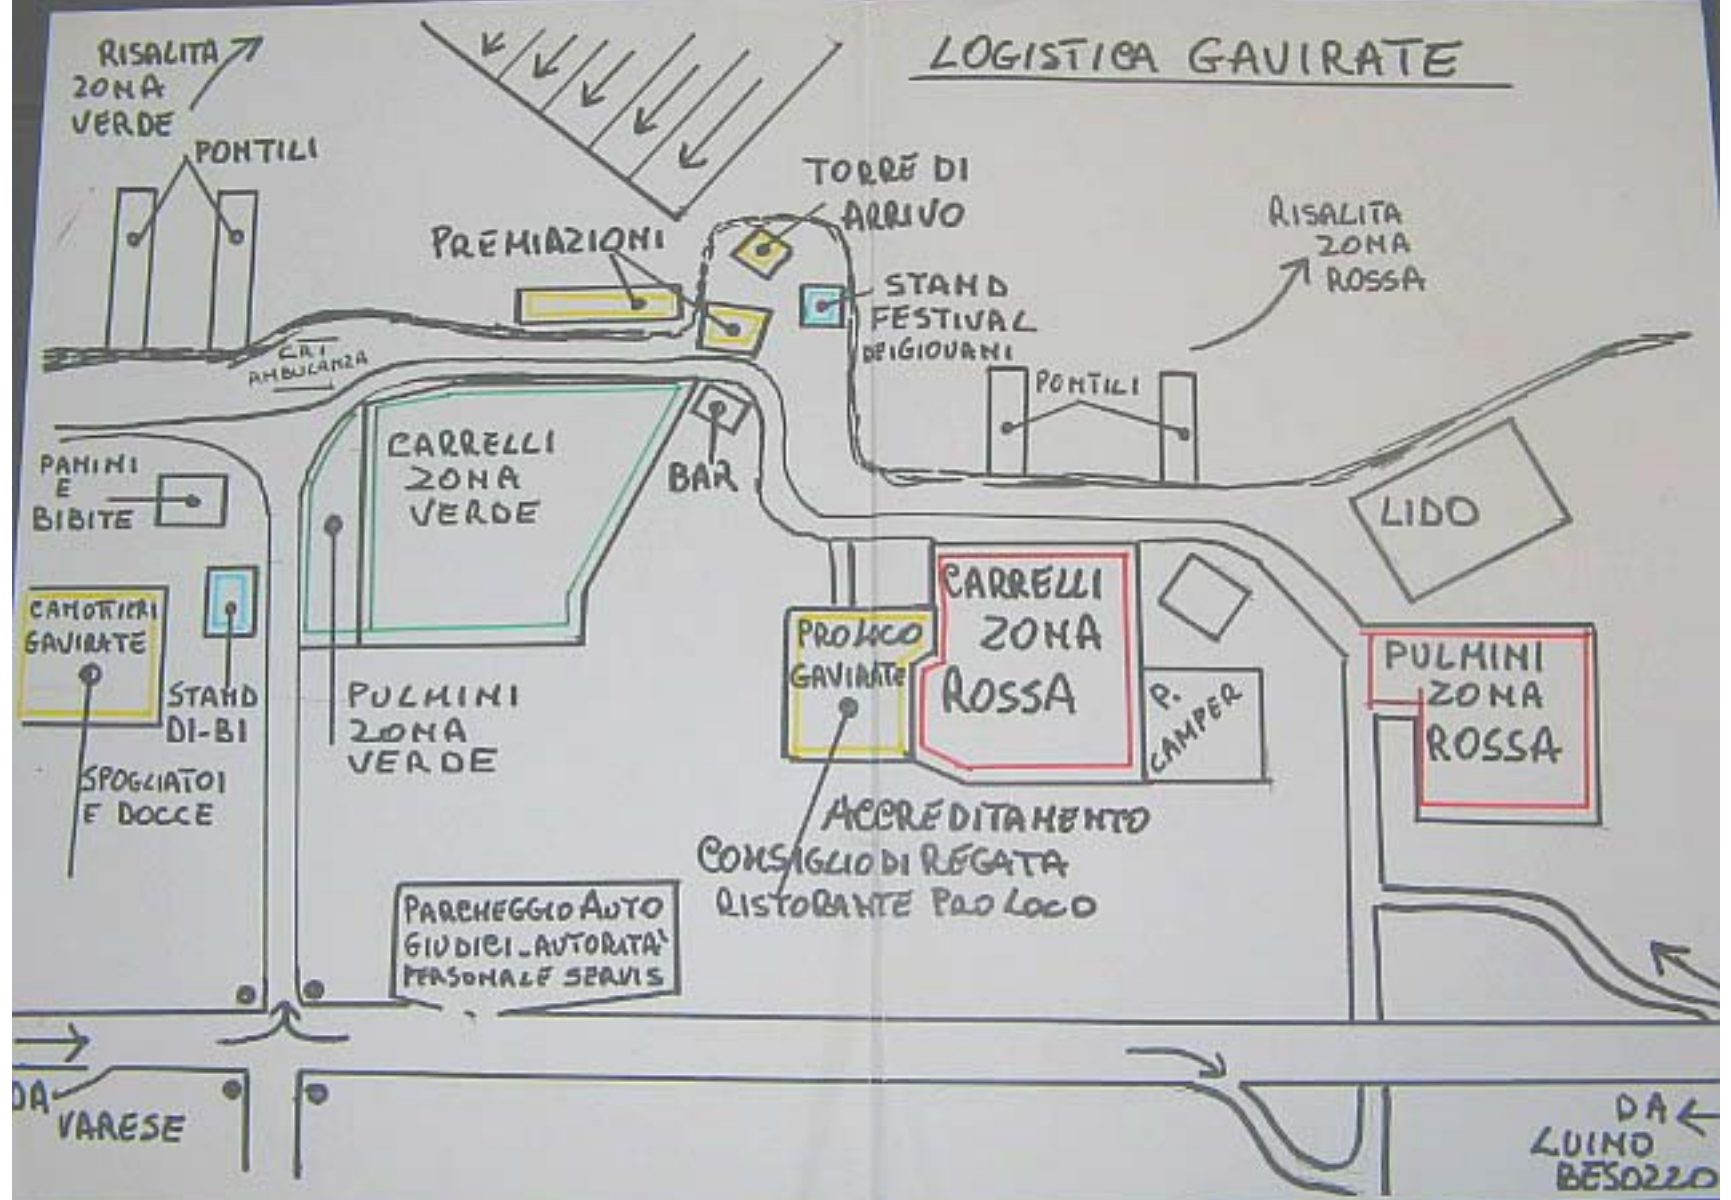 LOGISTICA GAVIRATE
RISALITA
ZONA
VERDE
PONTILI
TORRE DI
ARRIVO
PREMIAZIONI
STAND
FESTIVAL
DEI GIOVANI
RISALITA
ZONA
ROSSA
CRI
AMBULANZA
PONTILI
PANINI
E
BIBITE
CARRELLI
ZONA
VERDE
BAR
LIDO
CANOTTIERI
GAVIRATE
STAND
DI-BI
SPOGLIATOI
E DOCCE
PULMINI
ZONA
VERDE
PRO LOCO
GAVIRATE
CARRELLI
ZONA
ROSSA
P.
CAMPER
PULMINI
ZONA
ROSSA
ACCREDITAMENTO
CONSIGLIO DI REGATA
RISTORANTE PRO LOCO
PARCHEGGIO AUTO
GIUDICI-AUTORITA'
PERSONALE SERVIS
DA
VARESE
DA
LUINO
BESOZZO